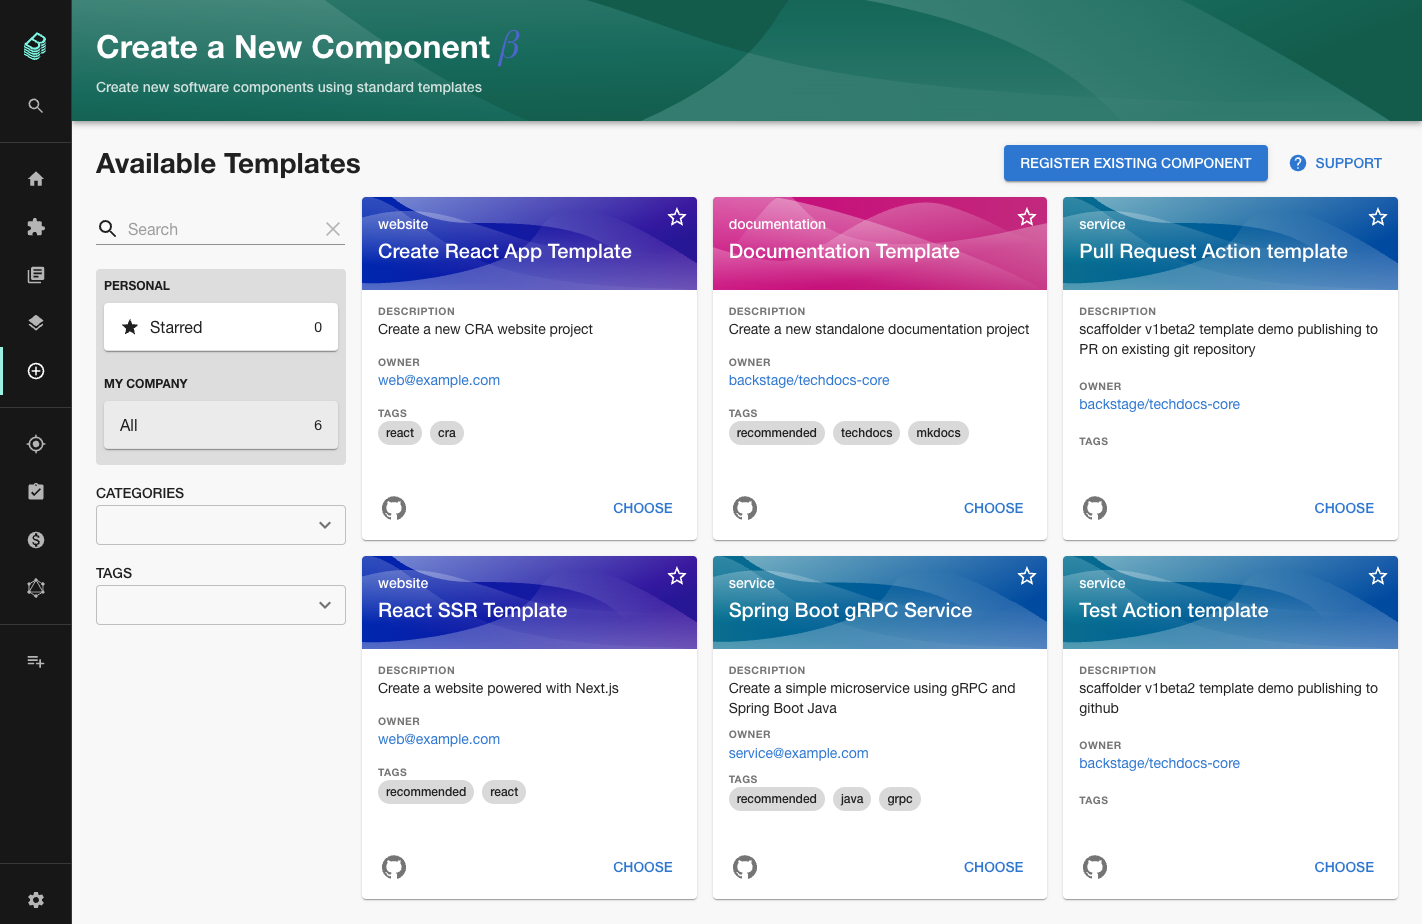 Create a New Component β
Create new software components using standard templates
Available Templates
REGISTER EXISTING COMPONENT
SUPPORT
Search
PERSONAL
Starred 0
MY COMPANY
All 6
CATEGORIES
TAGS
website
Create React App Template
DESCRIPTION
Create a new CRA website project
OWNER
web@example.com
TAGS
react cra
CHOOSE
documentation
Documentation Template
DESCRIPTION
Create a new standalone documentation project
OWNER
backstage/techdocs-core
TAGS
recommended techdocs mkdocs
CHOOSE
service
Pull Request Action template
DESCRIPTION
scaffolder v1beta2 template demo publishing to
PR on existing git repository
OWNER
backstage/techdocs-core
TAGS
CHOOSE
website
React SSR Template
DESCRIPTION
Create a website powered with Next.js
OWNER
web@example.com
TAGS
recommended react
CHOOSE
service
Spring Boot gRPC Service
DESCRIPTION
Create a simple microservice using gRPC and
Spring Boot Java
OWNER
service@example.com
TAGS
recommended java grpc
CHOOSE
service
Test Action template
DESCRIPTION
scaffolder v1beta2 template demo publishing to
github
OWNER
backstage/techdocs-core
TAGS
CHOOSE